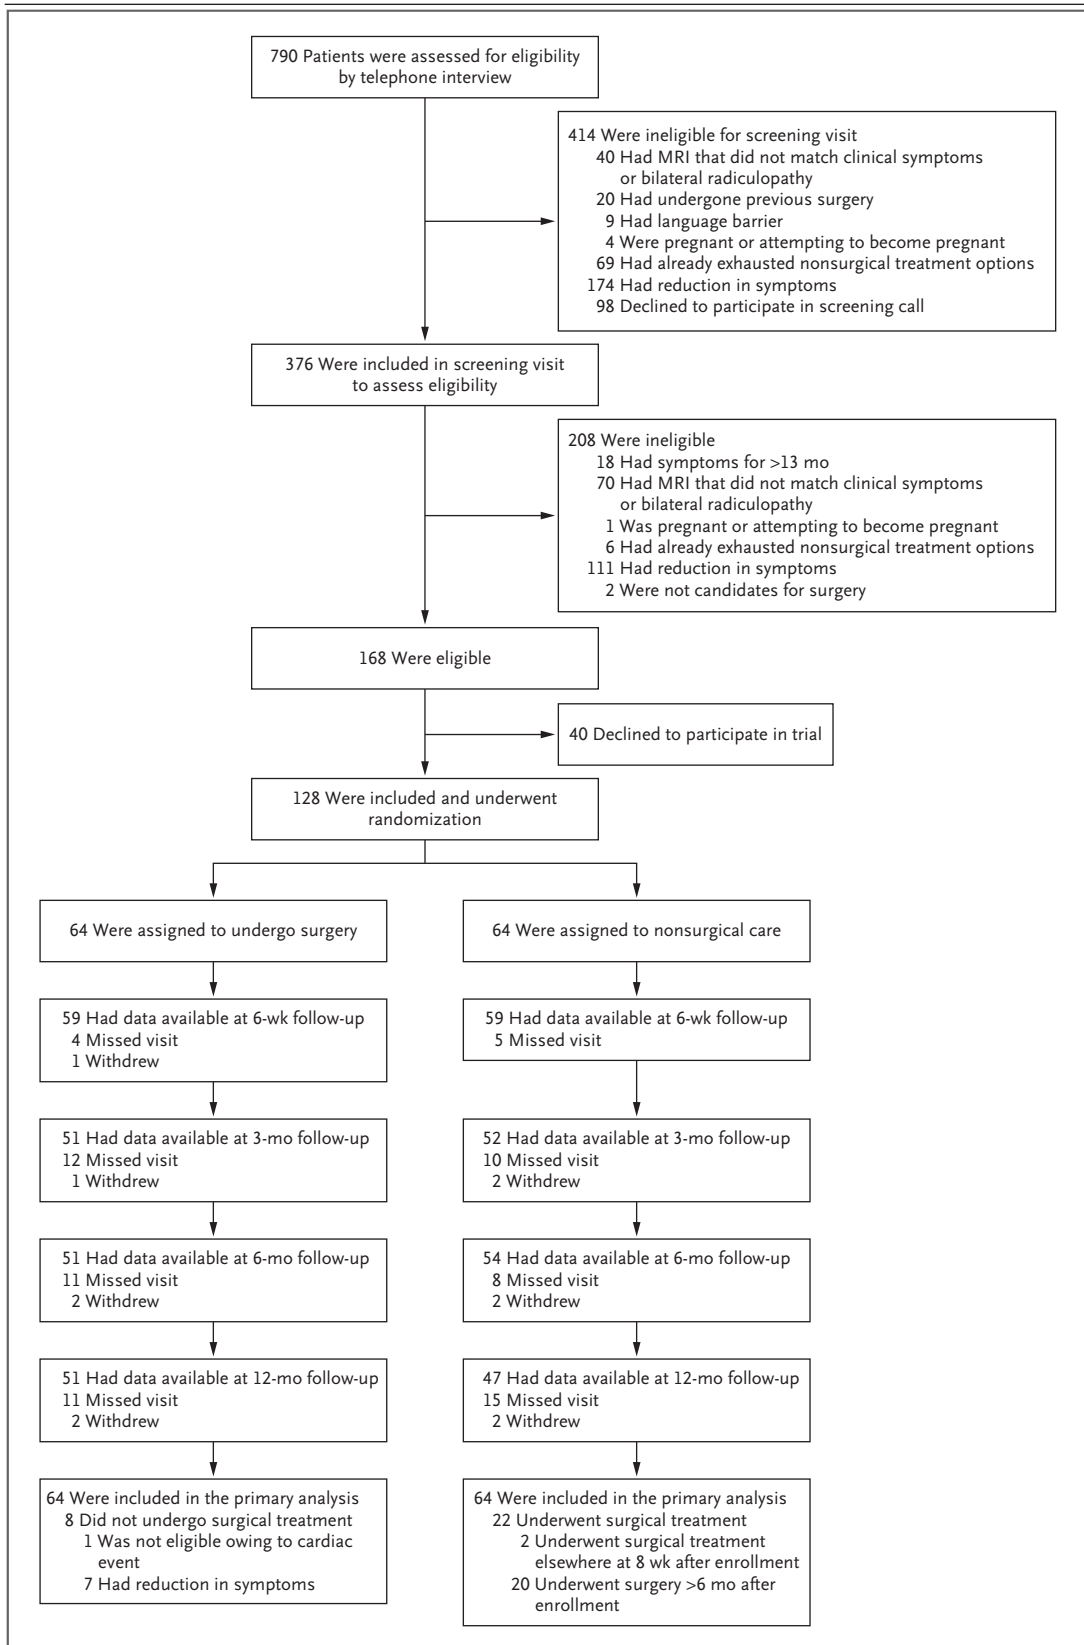 790 Patients were assessed for eligibility
by telephone interview
414 Were ineligible for screening visit
40 Had MRI that did not match clinical symptoms
or bilateral radiculopathy
20 Had undergone previous surgery
9 Had language barrier
4 Were pregnant or attempting to become pregnant
69 Had already exhausted nonsurgical treatment options
174 Had reduction in symptoms
98 Declined to participate in screening call
376 Were included in screening visit
to assess eligibility
208 Were ineligible
18 Had symptoms for >13 mo
70 Had MRI that did not match clinical symptoms
or bilateral radiculopathy
1 Was pregnant or attempting to become pregnant
6 Had already exhausted nonsurgical treatment options
111 Had reduction in symptoms
2 Were not candidates for surgery
168 Were eligible
40 Declined to participate in trial
128 Were included and underwent
randomization
64 Were assigned to undergo surgery
64 Were assigned to nonsurgical care
59 Had data available at 6-wk follow-up
4 Missed visit
1 Withdrew
59 Had data available at 6-wk follow-up
5 Missed visit
51 Had data available at 3-mo follow-up
12 Missed visit
1 Withdrew
52 Had data available at 3-mo follow-up
10 Missed visit
2 Withdrew
51 Had data available at 6-mo follow-up
11 Missed visit
2 Withdrew
54 Had data available at 6-mo follow-up
8 Missed visit
2 Withdrew
51 Had data available at 12-mo follow-up
11 Missed visit
2 Withdrew
47 Had data available at 12-mo follow-up
15 Missed visit
2 Withdrew
64 Were included in the primary analysis
8 Did not undergo surgical treatment
1 Was not eligible owing to cardiac
event
7 Had reduction in symptoms
64 Were included in the primary analysis
22 Underwent surgical treatment
2 Underwent surgical treatment
elsewhere at 8 wk after enrollment
20 Underwent surgery >6 mo after
enrollment